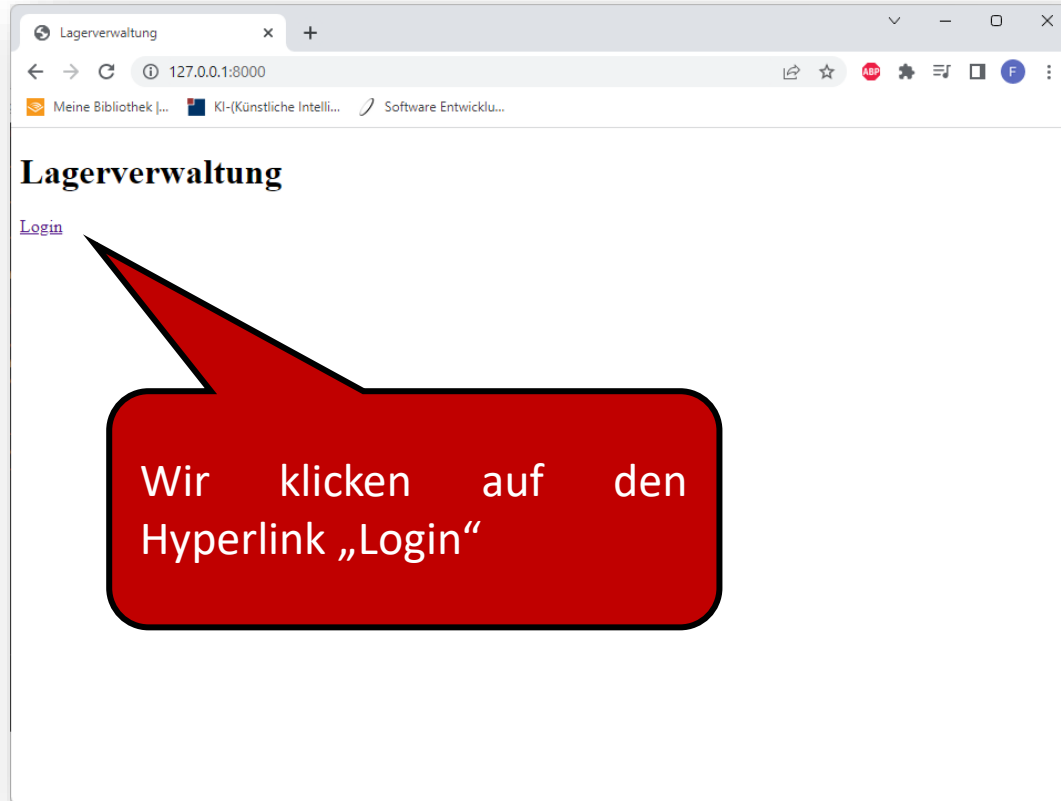 Lagerverwaltung
127.0.0.1:8000
ABP
F
Meine Bibliothek |...
KI-(Künstliche Intelli...
Software Entwicklu...
Lagerverwaltung
Login
Wir klicken auf den
Hyperlink „Login“